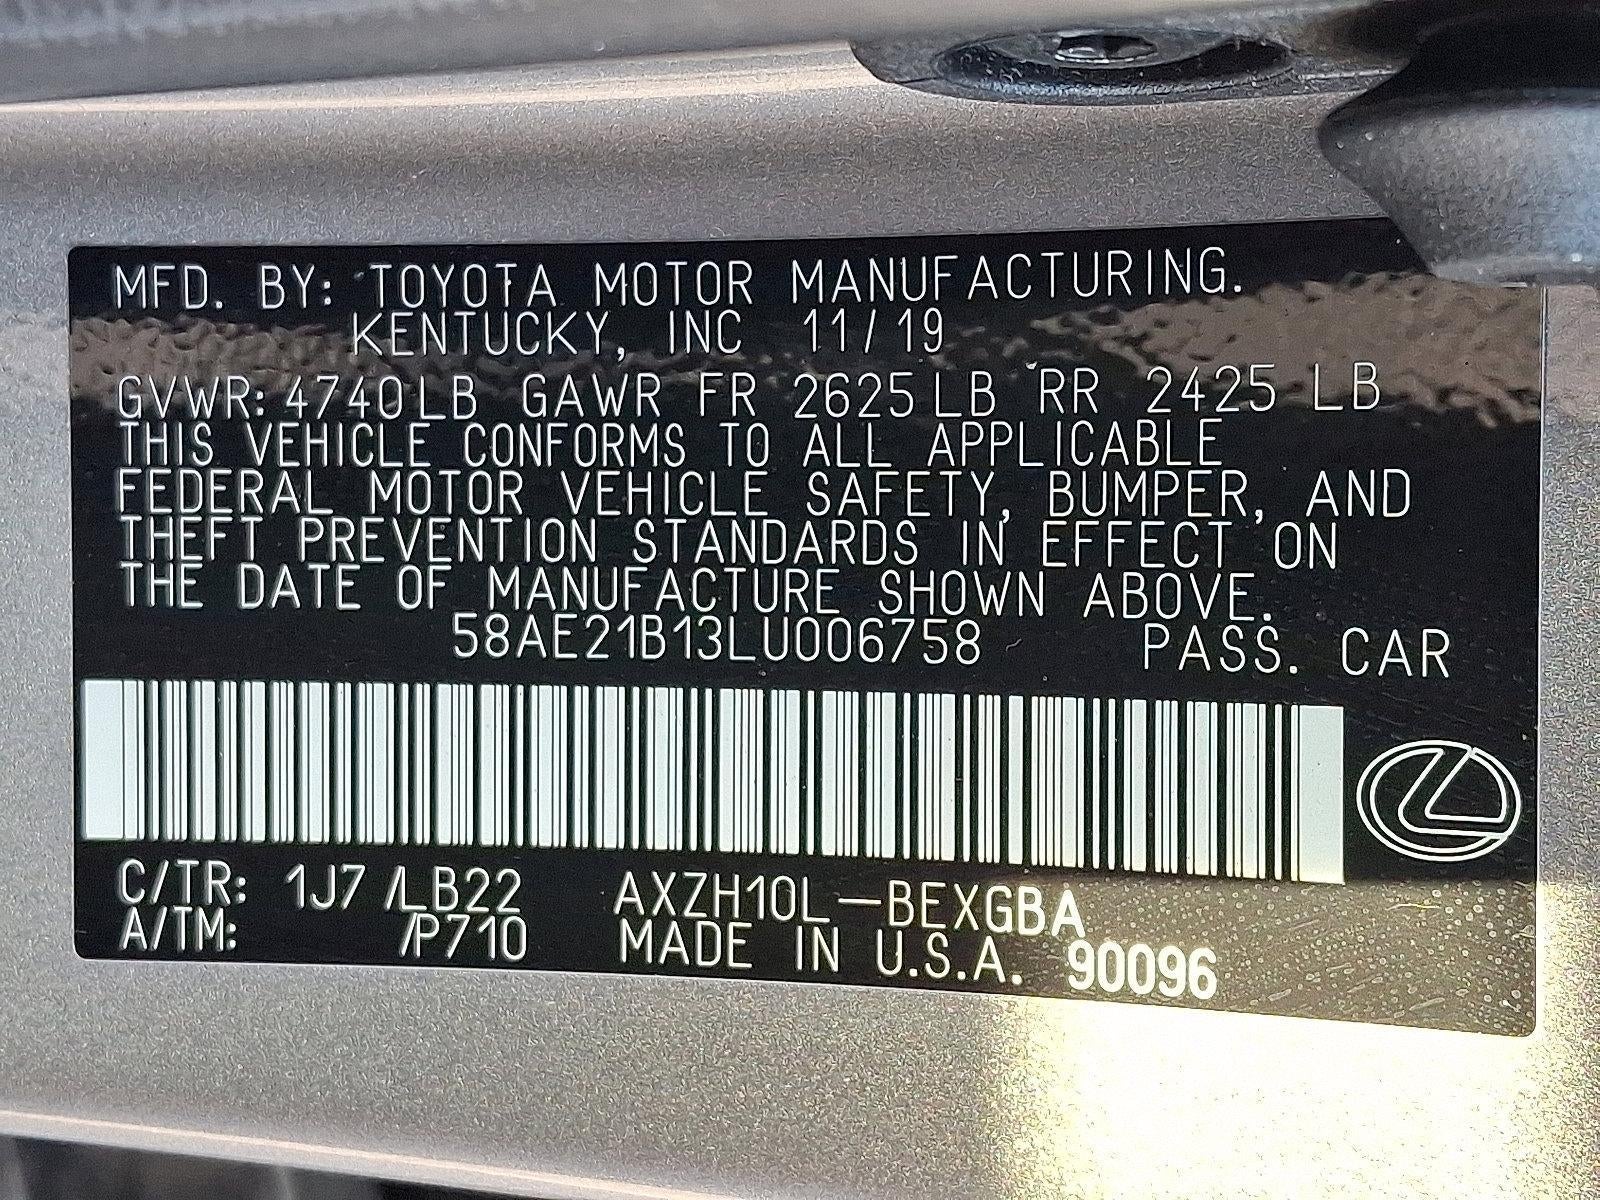 MFD. BY: TOYOTA MOTOR MANUFACTURING.
KENTUCKY, INC 11/19
GVWR: 4740LB GAWR FR 2625LB RR 2425 LB
THIS VEHICLE CONFORMS TO ALL APPLICABLE
FEDERAL MOTOR VEHICLE SAFETY, BUMPER, AND
THEFT PREVENTION STANDARDS IN EFFECT ON
THE DATE OF MANUFACTURE SHOWN ABOVE.
58AE21B13LU006758 PASS. CAR
C/TR: 1J7 /LB22 AXZH10L-BEXGBA
A/TM: /P710 MADE IN U.S.A. 90096